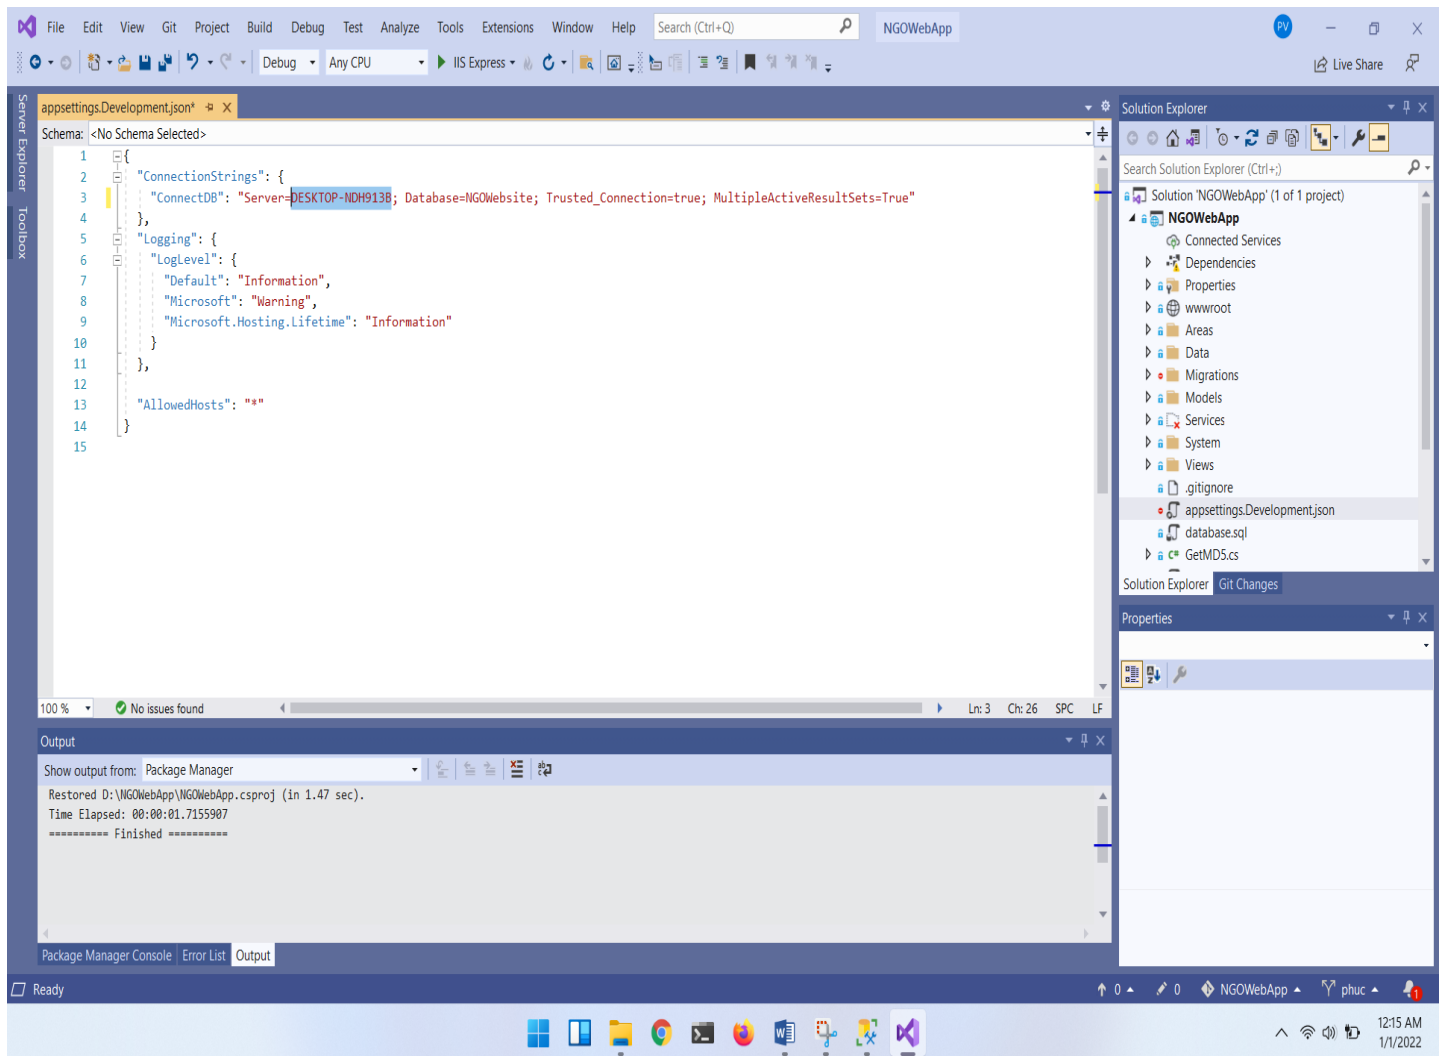 File Edit View Git Project Build Debug Test Analyze Tools Extensions Window Help Search (Ctrl+Q) NGOWebApp PV
Debug Any CPU IIS Express Live Share
Server Explorer
Toolbox
appsettings.Development.json*
Schema: <No Schema Selected>
1 {
2 "ConnectionStrings": {
3 "ConnectDB": "Server=DESKTOP-NDH913B; Database=NGOWebsite; Trusted_Connection=true; MultipleActiveResultSets=True"
4 },
5 "Logging": {
6 "LogLevel": {
7 "Default": "Information",
8 "Microsoft": "Warning",
9 "Microsoft.Hosting.Lifetime": "Information"
10 }
11 },
12
13 "AllowedHosts": "*"
14 }
15
100 % No issues found Ln: 3 Ch: 26 SPC LF
Output
Show output from: Package Manager
Restored D:\NGOWebApp\NGOWebApp.csproj (in 1.47 sec).
Time Elapsed: 00:00:01.7155907
========== Finished ==========
Package Manager Console Error List Output
Solution Explorer
Search Solution Explorer (Ctrl+;)
Solution 'NGOWebApp' (1 of 1 project)
NGOWebApp
Connected Services
Dependencies
Properties
wwwroot
Areas
Data
Migrations
Models
Services
System
Views
.gitignore
appsettings.Development.json
database.sql
C# GetMD5.cs
Solution Explorer Git Changes
Properties
Ready 0 0 NGOWebApp phuc 1
12:15 AM
1/1/2022